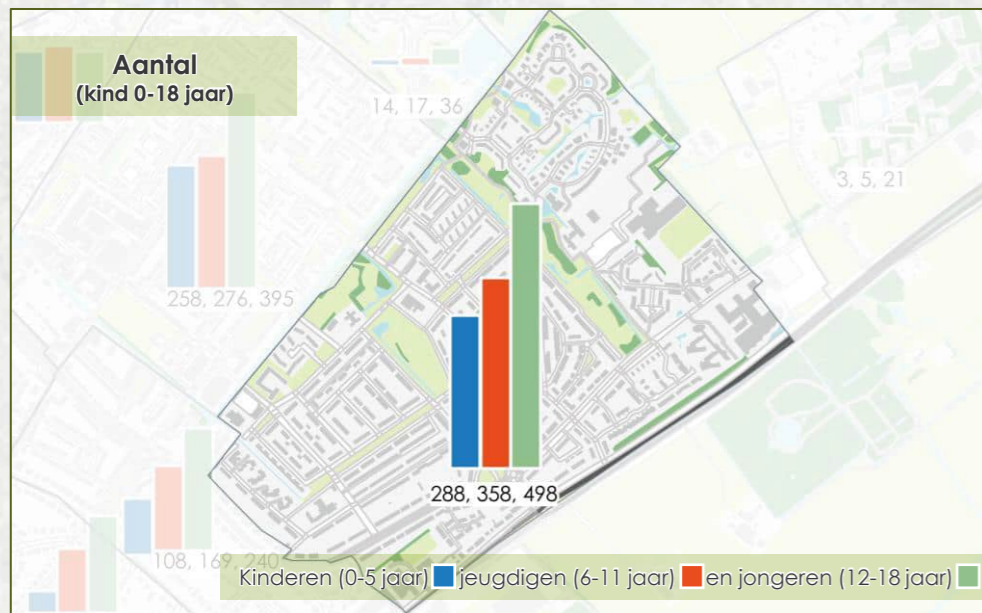 Aantal
(kind 0-18 jaar)
14, 17, 36
3, 5, 21
258, 276, 395
288, 358, 498
108, 169, 240
Kinderen (0-5 jaar) jeugdigen (6-11 jaar) en jongeren (12-18 jaar)